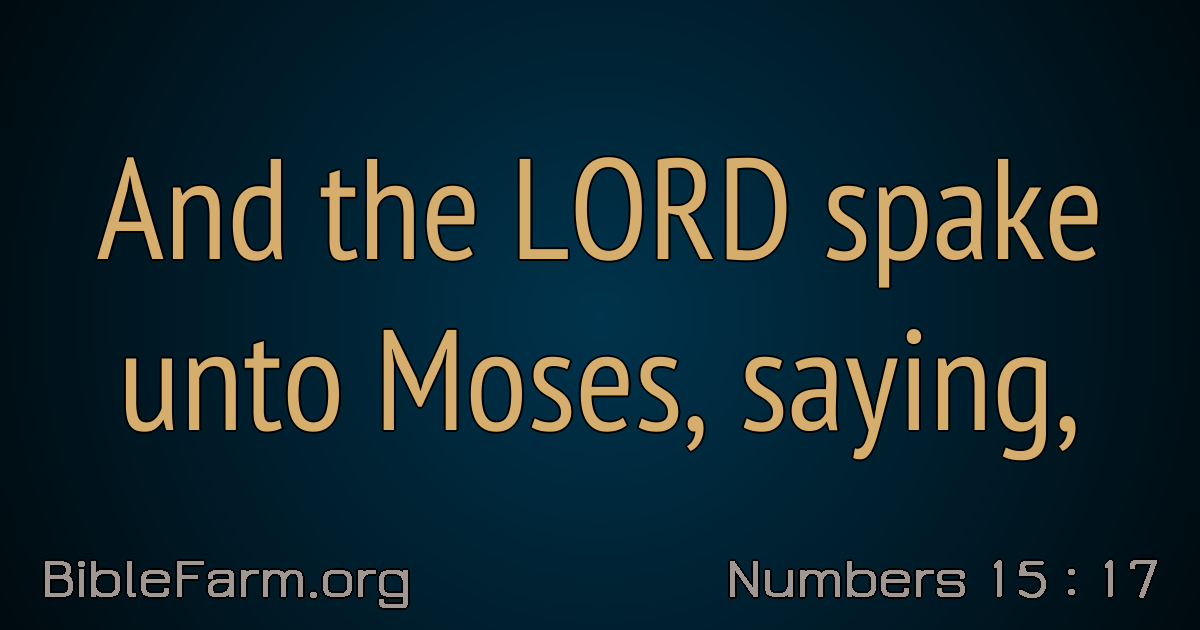 And the LORD spake
unto Moses, saying,
BibleFarm.org
Numbers 15 : 17